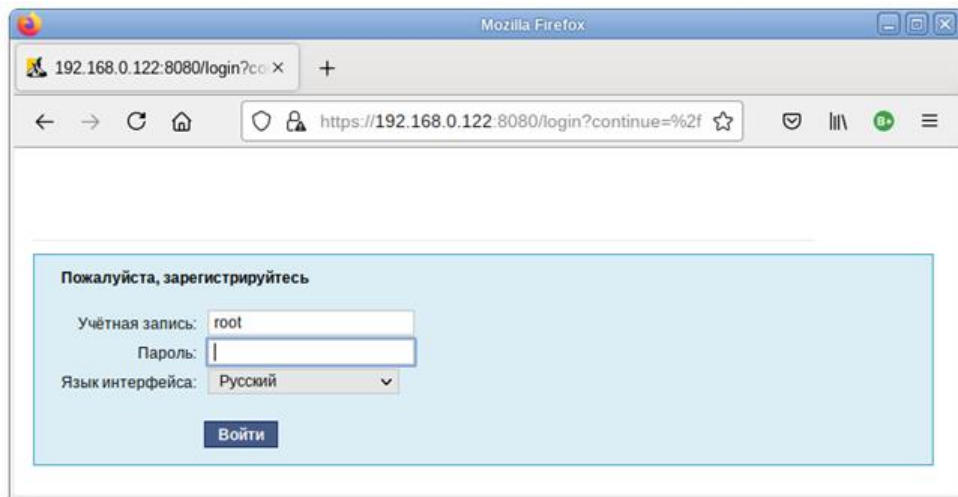 Mozilla Firefox
192.168.0.122:8080/login?co
https://192.168.0.122:8080/login?continue=%2f
Пожалуйста, зарегистрируйтесь
Учётная запись: root
Пароль:
Язык интерфейса: Русский
Войти